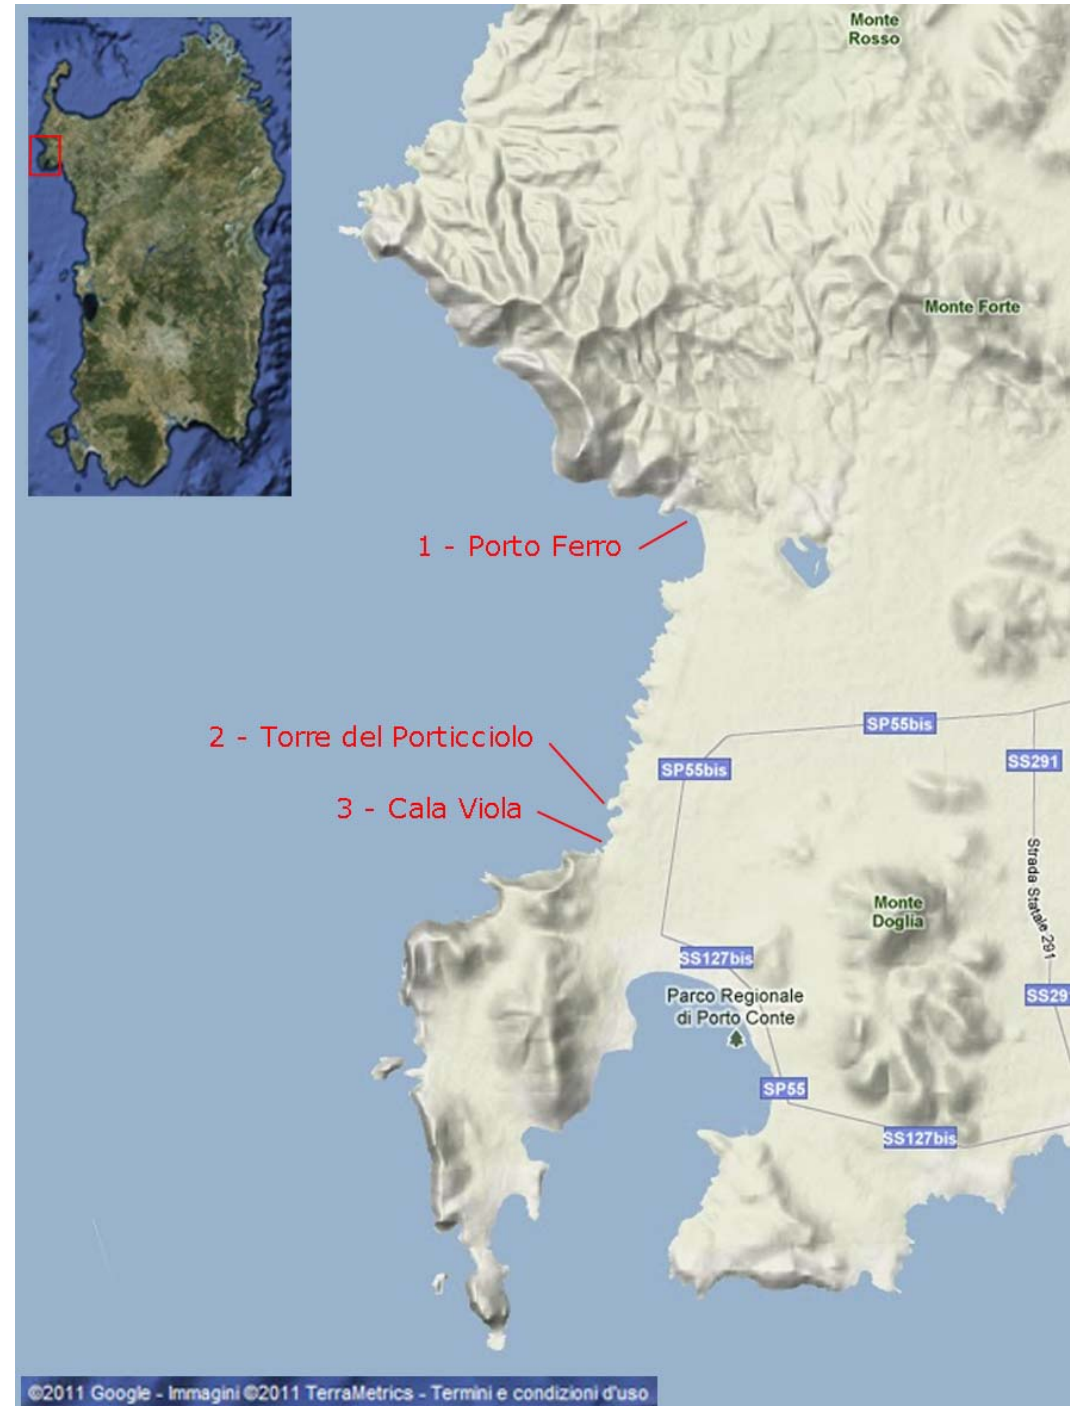 Monte
Rosso
Monte Forte
1 - Porto Ferro
2 - Torre del Porticciolo
SP55bis
SP55bis
SS291
3 - Cala Viola
Strada Statale 291
Monte
Doglia
SS127bis
Parco Regionale
di Porto Conte
SS29
SP55
SS127bis
©2011 Google - Immagini ©2011 TerraMetrics - Termini e condizioni d'uso